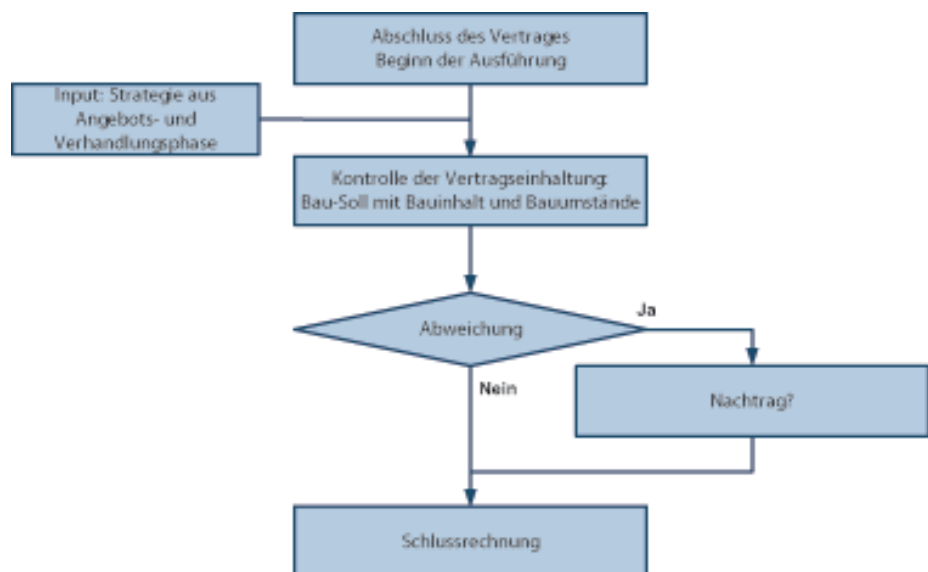 Abschluss des Vertrages
Beginn der Ausführung
Input: Strategie aus
Angebots- und
Verhandlungsphase
Kontrolle der Vertragseinhaltung:
Bau-Soll mit Bauinhalt und Bauumstände
Abweichung
Ja
Nein
Nachtrag?
Schlussrechnung